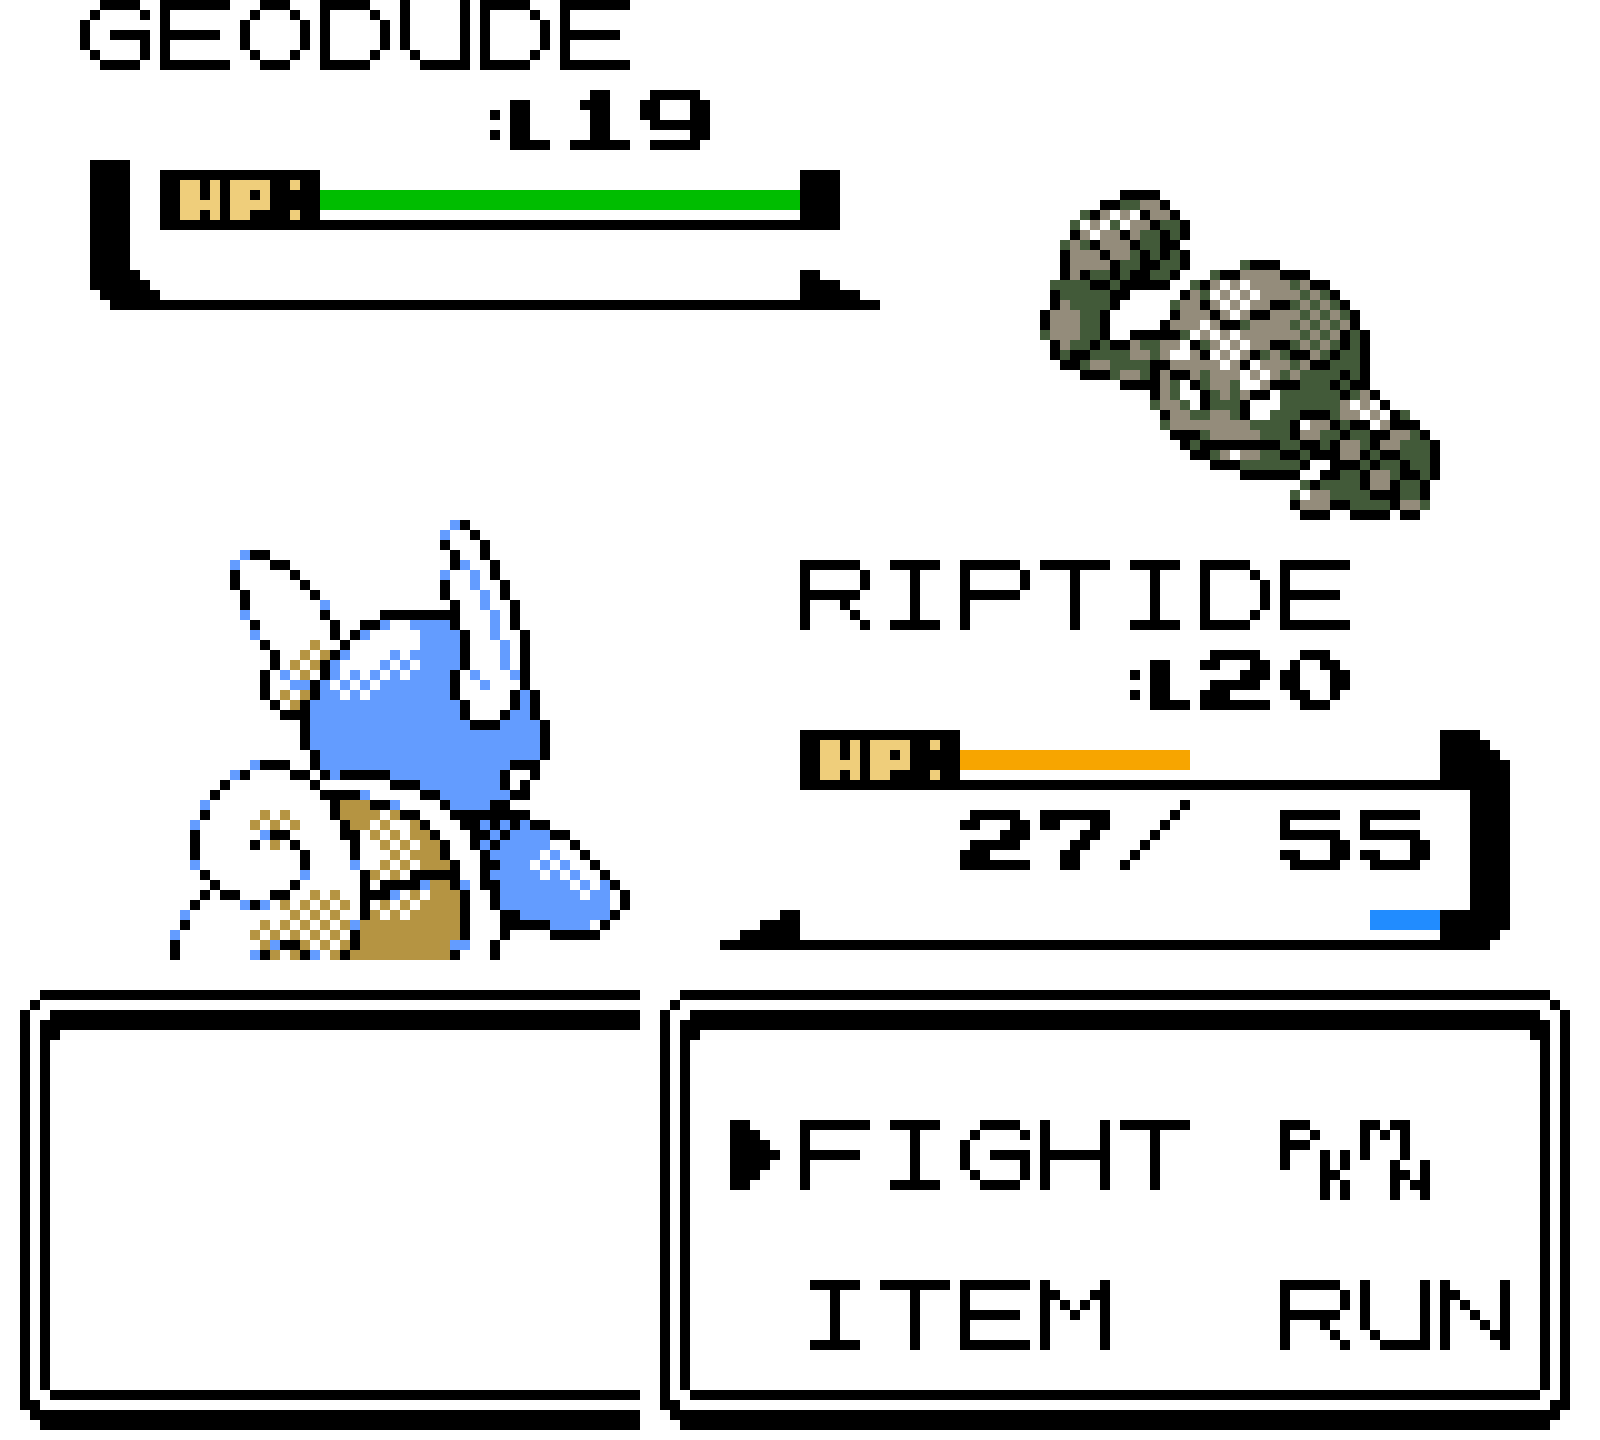 GEODUDE
:L19
HP:
RIPTIDE
:L20
HP:
27/ 55
FIGHT PKMN
ITEM RUN